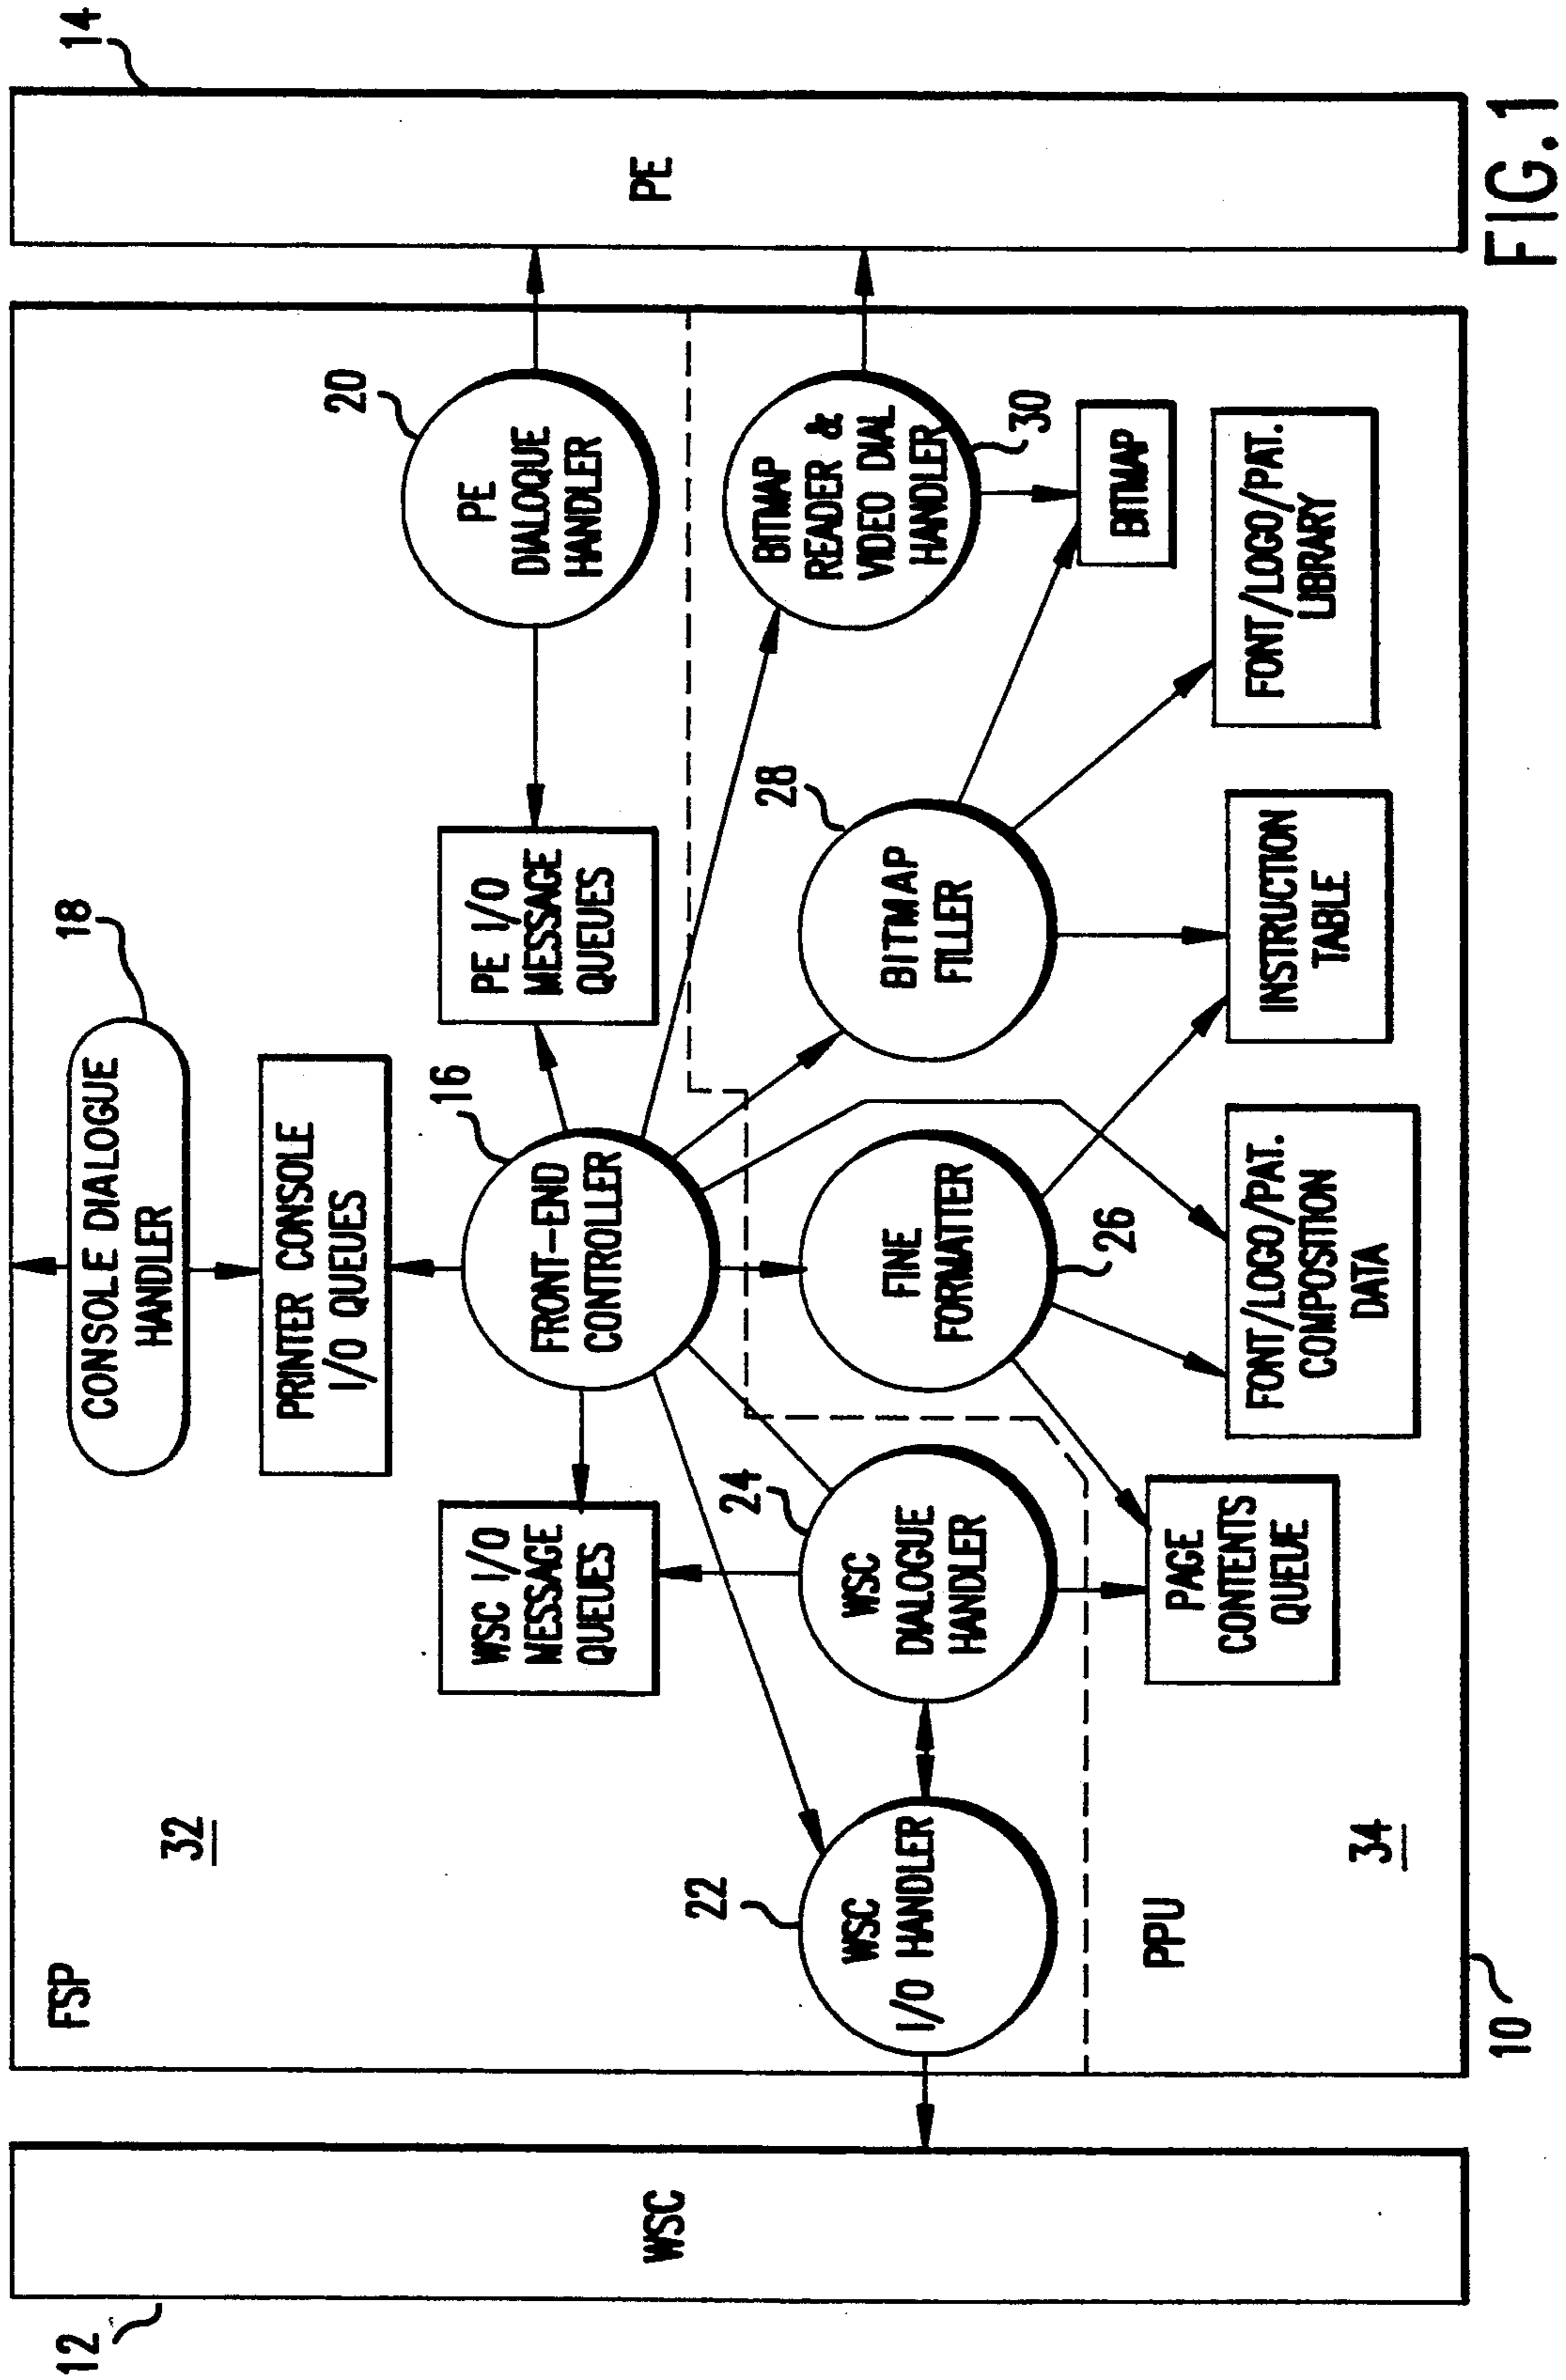 12
WSC
FSP
32
CONSOLE DIALOGUE
HANDLER
18
14
PRINTER CONSOLE
I/O QUEUES
WSC I/O
MESSAGE
QUEUES
FRONT-END
CONTROLLER
16
PE I/O
MESSAGE
QUEUES
PE
DIALOQUE
HANDLER
20
PE
22
WSC
I/O HANDLER
24
WSC
DIALOGUE
HANDLER
FINE
FORMATTER
26
28
BITMAP
FILLER
BITMAP
READER &
VIDEO DIAL
HANDLER
30
BITMAP
PPU
34
PAGE
CONTENTS
QUEUE
FONT/LOGO/PAT.
COMPOSITION
DATA
INSTRUCTION
TABLE
FONT/LOGO/PAT.
LIBRARY
10
FIG.1